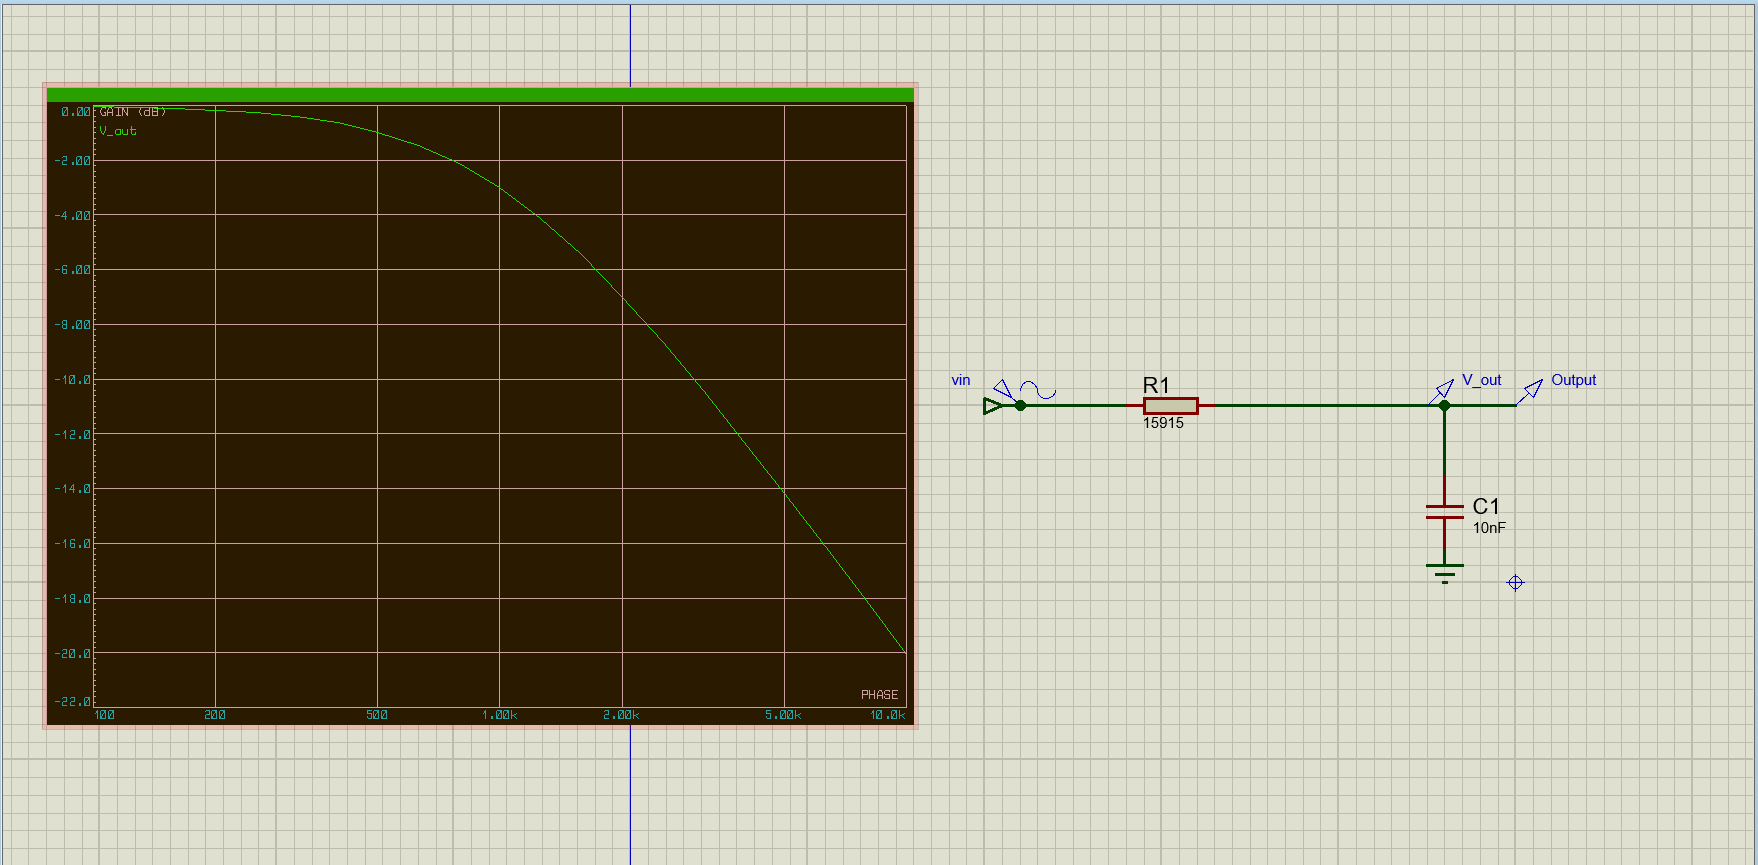 GAIN (dB)
V_out
0.00
-2.00
-4.00
-6.00
-8.00
-10.0
-12.0
-14.0
-16.0
-18.0
-20.0
-22.0
PHASE
100 200 500 1.00k 2.00k 5.00k 10.0k
vin
R1
15915
V_out
Output
C1
10nF